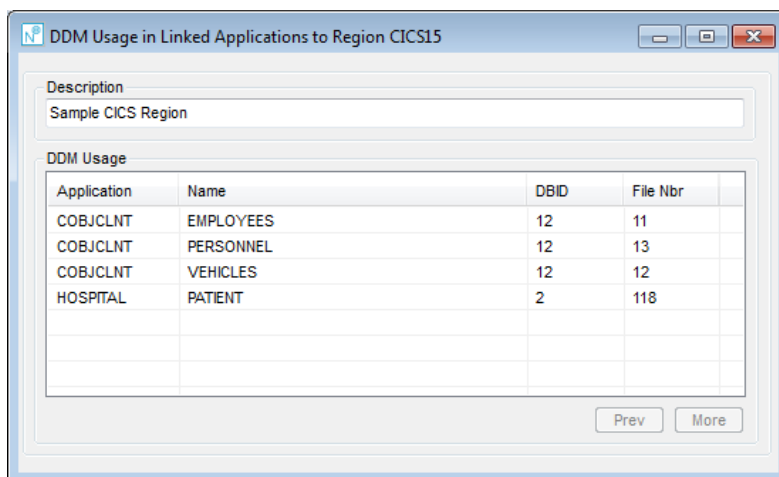 DDM Usage in Linked Applications to Region CICS15
Description
Sample CICS Region
DDM Usage
Application Name DBID File Nbr
COBJCLNT EMPLOYEES 12 11
COBJCLNT PERSONNEL 12 13
COBJCLNT VEHICLES 12 12
HOSPITAL PATIENT 2 118
Prev More